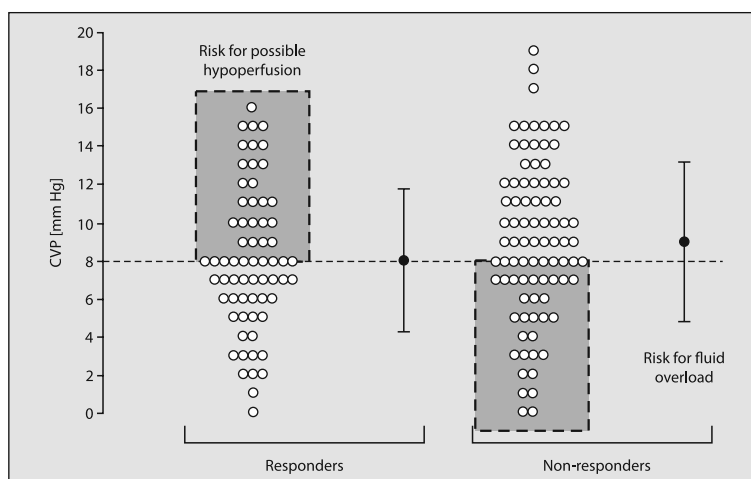 20
18
16
14
12
10
8
6
4
2
0
CVP [mm Hg]
Risk for possible
hypoperfusion
Risk for fluid
overload
Responders
Non-responders